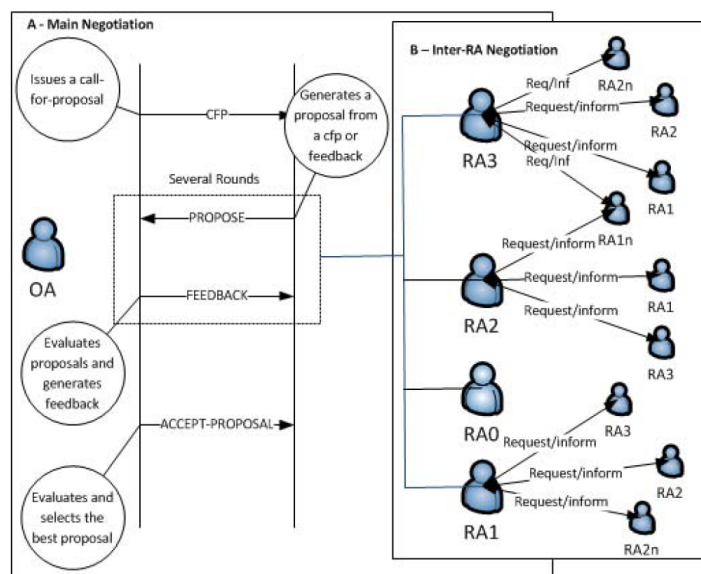 A - Main Negotiation
Issues a call-
for-proposal
CFP
Generates a
proposal from
a cfp or
feedback
Several Rounds
PROPOSE
OA
FEEDBACK
Evaluates
proposals and
generates
feedback
ACCEPT-PROPOSAL
Evaluates and
selects the
best proposal
B – Inter-RA Negotiation
Req/Inf
RA2n
Request/inform
RA2
RA3
Request/inform
Req/Inf
RA1
RA1n
Request/inform
Request/inform
RA1
RA2
Request/inform
RA3
RA0
RA3
Request/inform
Request/inform
RA2
RA1
Request/inform
RA2n